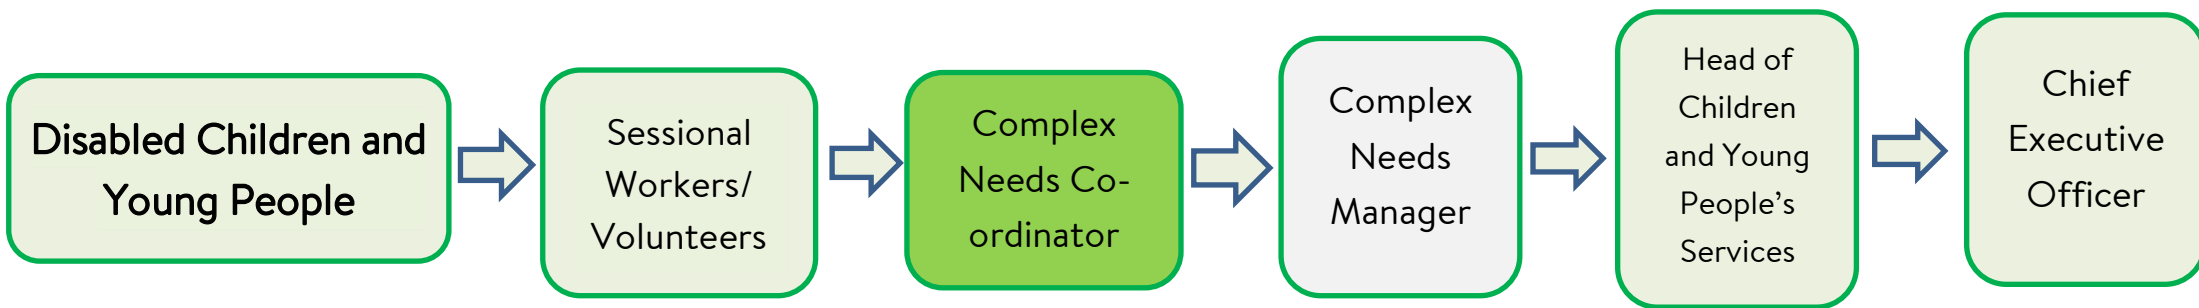 Disabled Children and
Young People
Sessional
Workers/
Volunteers
Complex
Needs Co-
ordinator
Complex
Needs
Manager
Head of
Children
and Young
People’s
Services
Chief
Executive
Officer